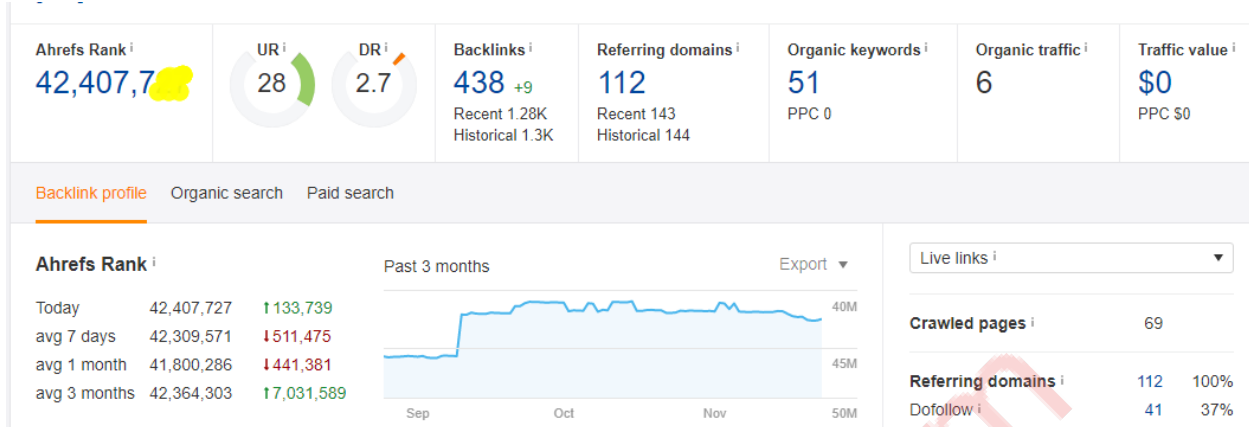 Ahrefs Rank i
42,407,7
UR i
28
DR i
2.7
Backlinks i
438 +9
Recent 1.28K
Historical 1.3K
Referring domains i
112
Recent 143
Historical 144
Organic keywords i
51
PPC 0
Organic traffic i
6
Traffic value i
$0
PPC $0
Backlink profile Organic search Paid search
Ahrefs Rank i
Today 42,407,727 ↑133,739
avg 7 days 42,309,571 ↓511,475
avg 1 month 41,800,286 ↓441,381
avg 3 months 42,364,303 ↑7,031,589
Past 3 months Export ▼
40M
45M
50M
Sep Oct Nov
Live links i ▼
Crawled pages i 69
Referring domains i 112 100%
Dofollow i 41 37%